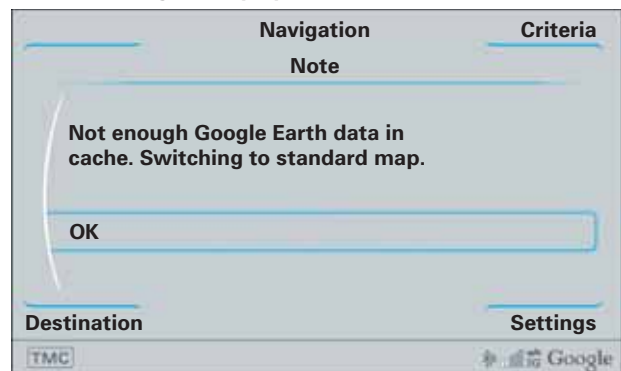 Navigation
Criteria
Note
Not enough Google Earth data in
cache. Switching to standard map.
OK
Destination
Settings
TMC
Google